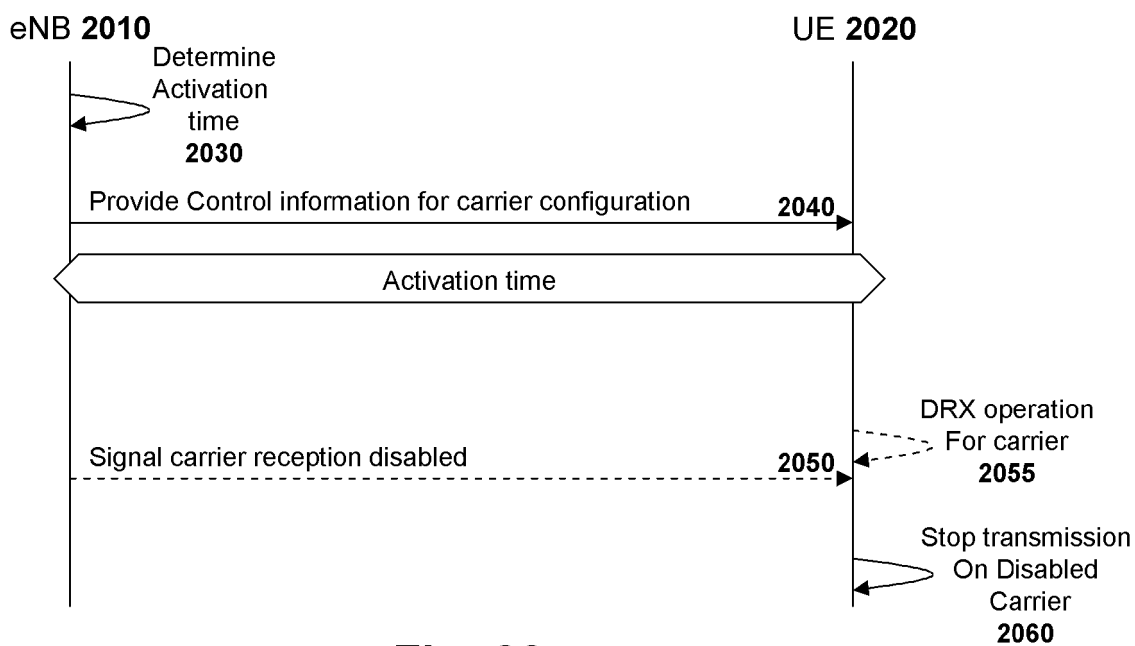 eNB 2010
UE 2020
Determine
Activation
time
2030
Provide Control information for carrier configuration 2040
Activation time
DRX operation
For carrier
2055
Signal carrier reception disabled 2050
Stop transmission
On Disabled
Carrier
2060